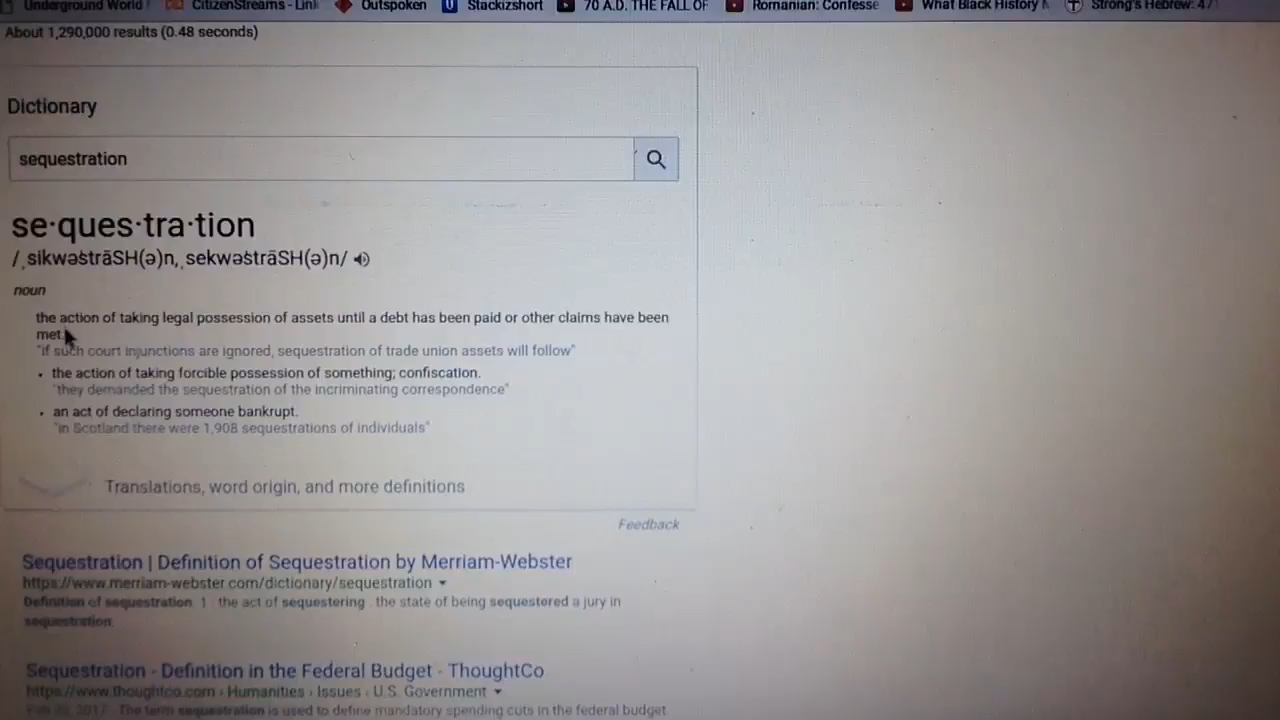 Underground World
CitizenStreams - Link
Outspoken
Stackizshort
70 A.D. THE FALL OF
Romanian: Confesse
What Black History M
Strong's Hebrew: 471
About 1,290,000 results (0.48 seconds)
Dictionary
sequestration
se·ques·tra·tion
/ˌsikwəˈstrāSH(ə)n,ˌsekwəˈstrāSH(ə)n/
noun
the action of taking legal possession of assets until a debt has been paid or other claims have been
met.
"if such court injunctions are ignored, sequestration of trade union assets will follow"
• the action of taking forcible possession of something; confiscation.
"they demanded the sequestration of the incriminating correspondence"
• an act of declaring someone bankrupt.
"in Scotland there were 1,908 sequestrations of individuals"
Translations, word origin, and more definitions
Feedback
Sequestration | Definition of Sequestration by Merriam-Webster
https://www.merriam-webster.com/dictionary/sequestration
Definition of sequestration. 1 : the act of sequestering : the state of being sequestered a jury in
sequestration.
Sequestration - Definition in the Federal Budget - ThoughtCo
https://www.thoughtco.com › Humanities › Issues › U.S. Government
2017 - The term sequestration is used to define mandatory spending cuts in the federal budget